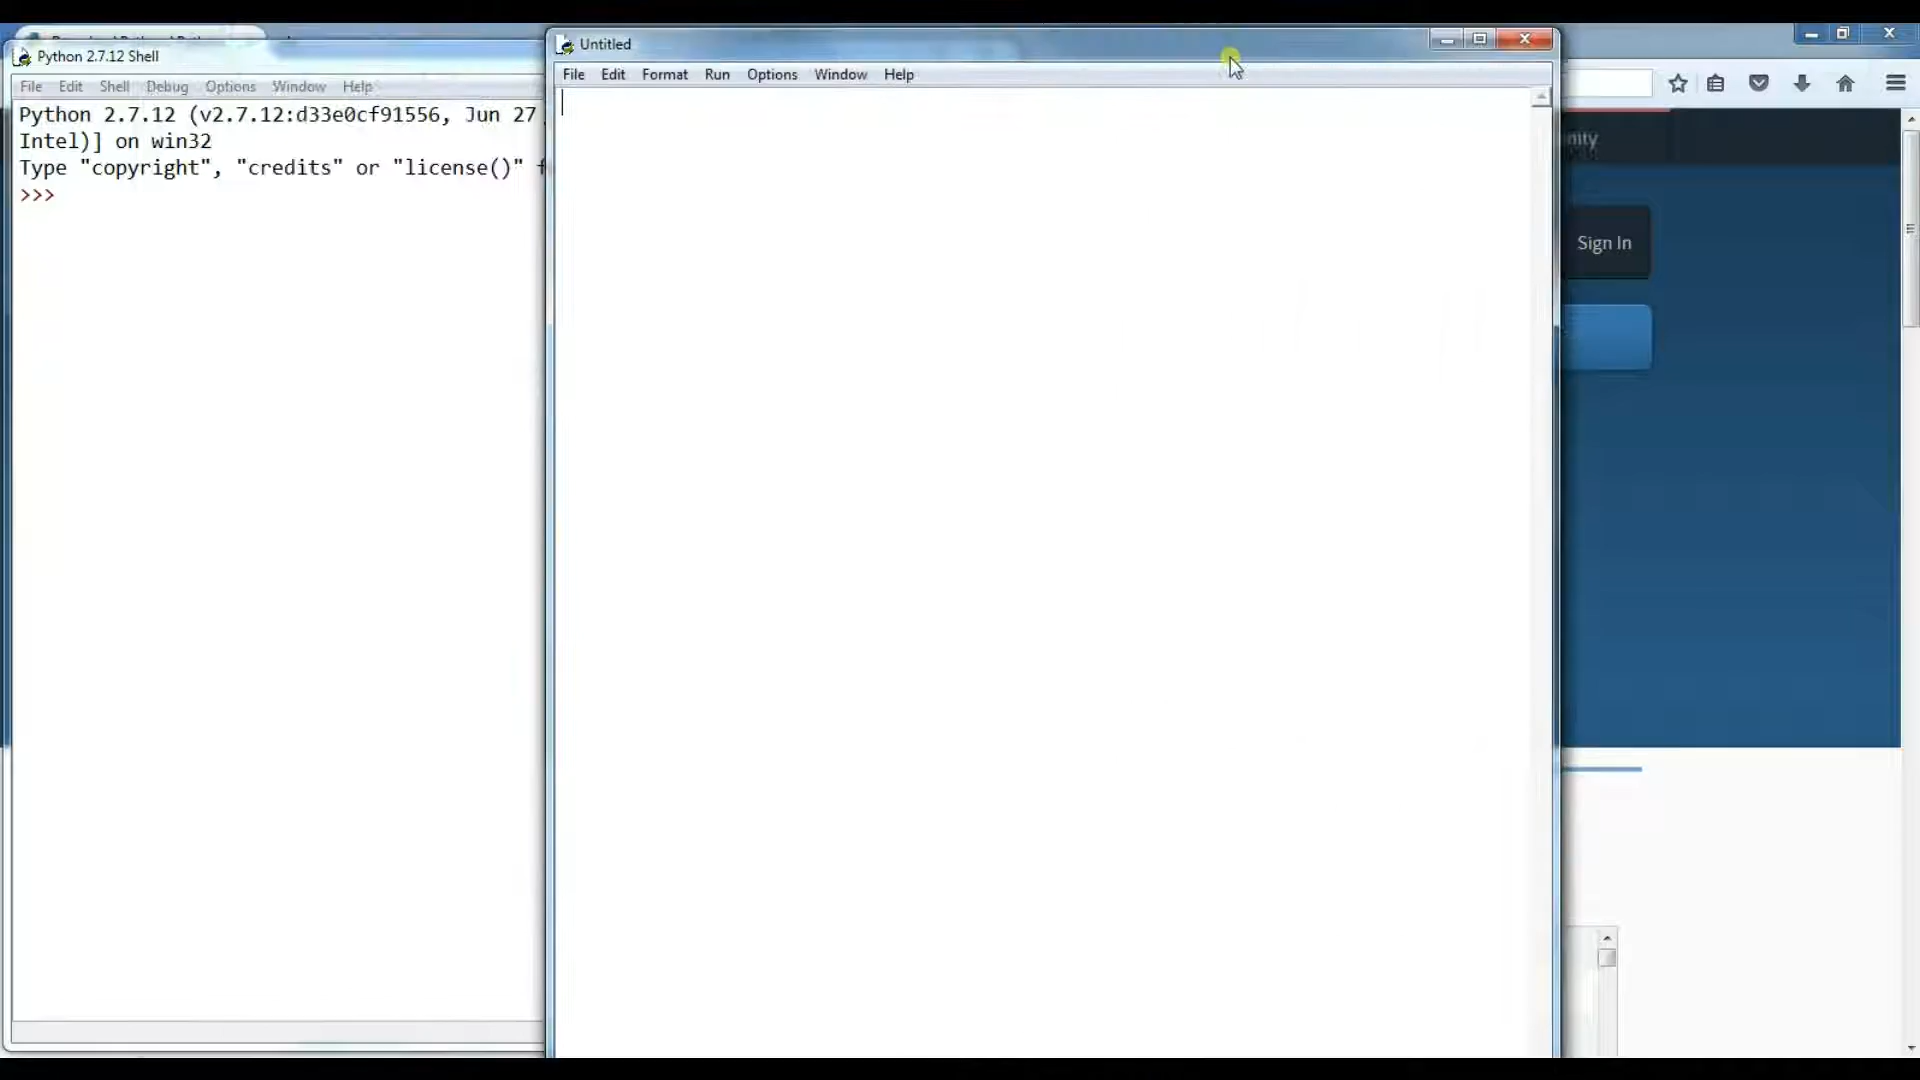 Python 2.7.12 Shell
File Edit Shell Debug Options Window Help
Python 2.7.12 (v2.7.12:d33e0cf91556, Jun 27
Intel)] on win32
Type "copyright", "credits" or "license()" f
>>>
Untitled
File Edit Format Run Options Window Help
nity
Sign In